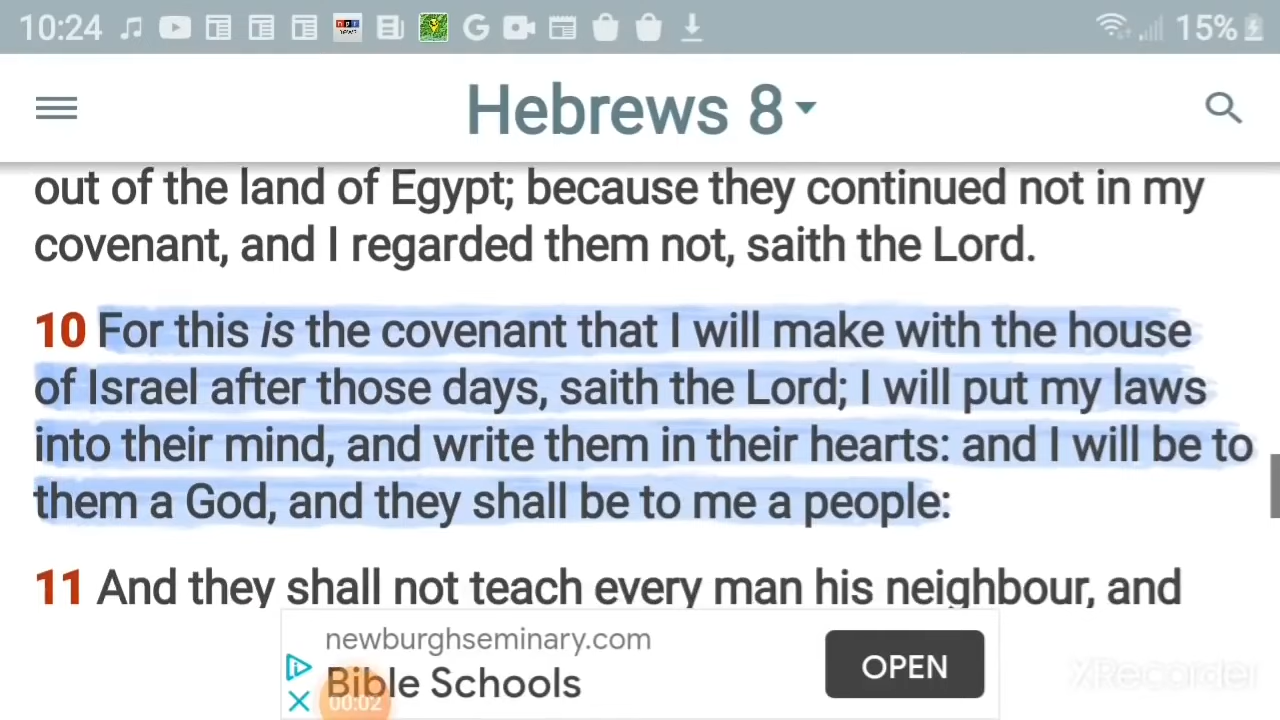 10:24 15%
Hebrews 8
out of the land of Egypt; because they continued not in my
covenant, and I regarded them not, saith the Lord.
10 For this is the covenant that I will make with the house
of Israel after those days, saith the Lord; I will put my laws
into their mind, and write them in their hearts: and I will be to
them a God, and they shall be to me a people:
11 And they shall not teach every man his neighbour, and
newburghseminary.com
Bible Schools
OPEN
00:02
XRecorder